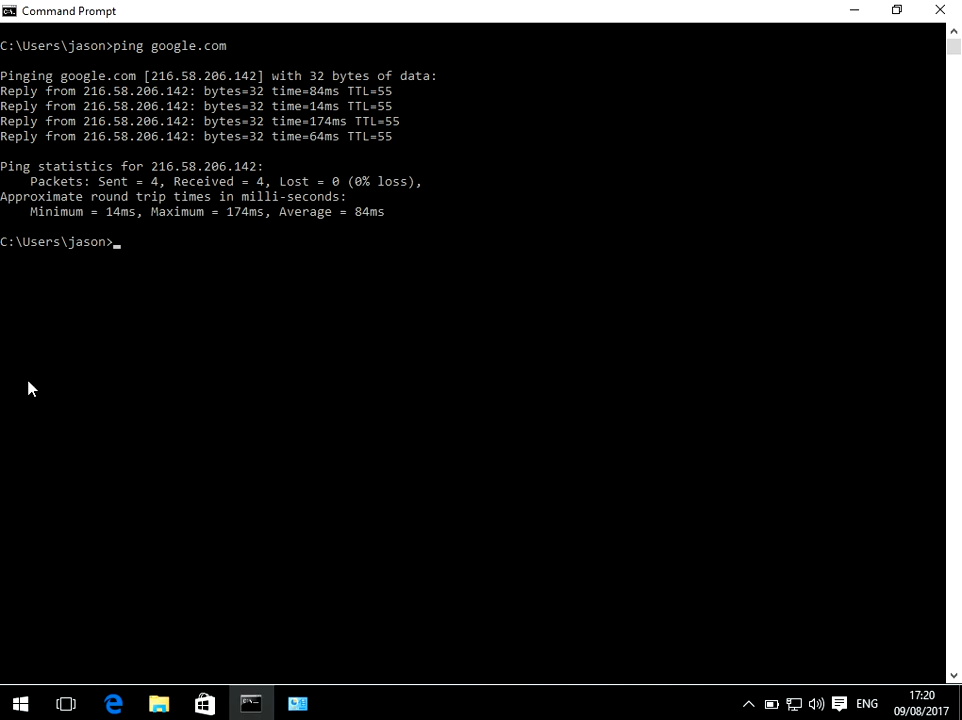 Command Prompt
C:\Users\jason>ping google.com
Pinging google.com [216.58.206.142] with 32 bytes of data:
Reply from 216.58.206.142: bytes=32 time=84ms TTL=55
Reply from 216.58.206.142: bytes=32 time=14ms TTL=55
Reply from 216.58.206.142: bytes=32 time=174ms TTL=55
Reply from 216.58.206.142: bytes=32 time=64ms TTL=55
Ping statistics for 216.58.206.142:
    Packets: Sent = 4, Received = 4, Lost = 0 (0% loss),
Approximate round trip times in milli-seconds:
    Minimum = 14ms, Maximum = 174ms, Average = 84ms
C:\Users\jason>_
ENG
17:20
09/08/2017